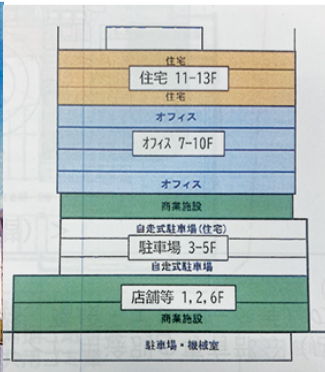 住宅
住宅 11-13F
住宅
オフィス
オフィス 7-10F
オフィス
商業施設
自走式駐車場(住宅)
駐車場 3-5F
自走式駐車場
店舗等 1,2,6F
商業施設
駐車場・機械室